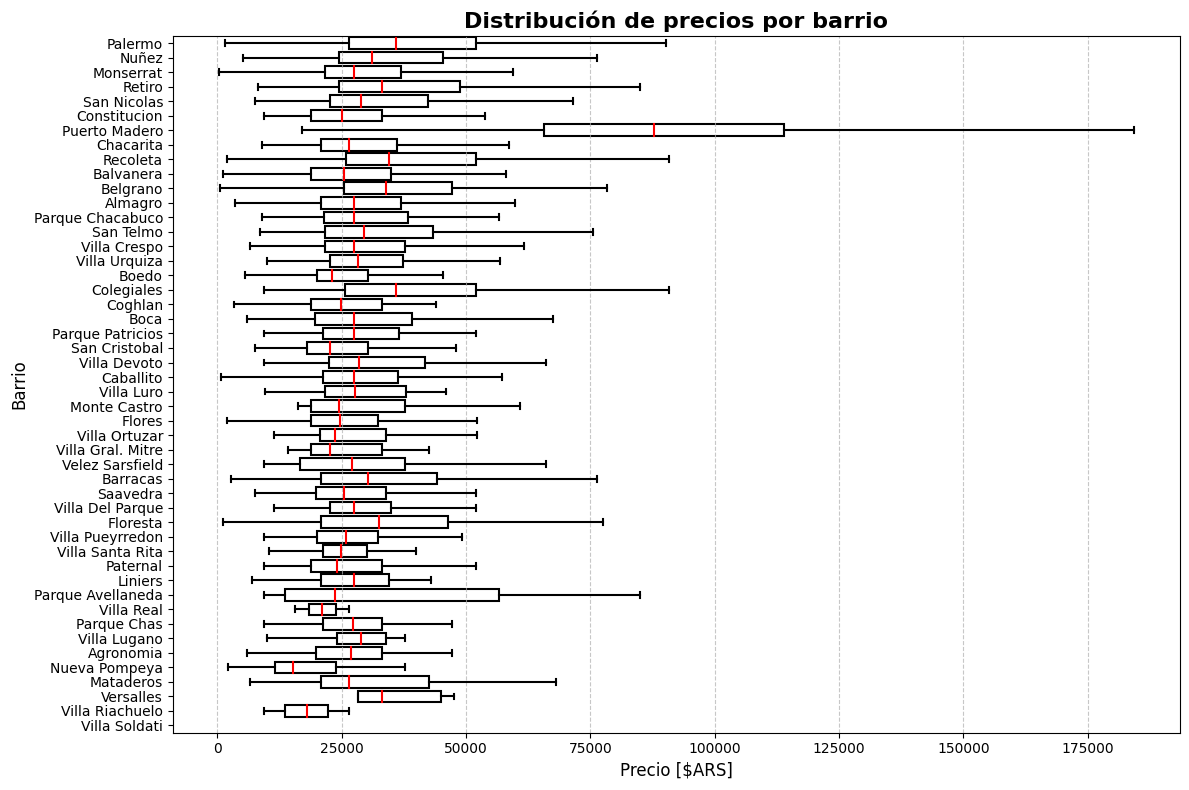 Distribución de precios por barrio
Palermo
Nuñez
Monserrat
Retiro
San Nicolas
Constitucion
Puerto Madero
Chacarita
Recoleta
Balvanera
Belgrano
Almagro
Parque Chacabuco
San Telmo
Villa Crespo
Villa Urquiza
Boedo
Colegiales
Coghlan
Boca
Parque Patricios
San Cristobal
Villa Devoto
Caballito
Villa Luro
Monte Castro
Flores
Villa Ortuzar
Villa Gral. Mitre
Velez Sarsfield
Barracas
Saavedra
Villa Del Parque
Floresta
Villa Pueyrredon
Villa Santa Rita
Paternal
Liniers
Parque Avellaneda
Villa Real
Parque Chas
Villa Lugano
Agronomia
Nueva Pompeya
Mataderos
Versalles
Villa Riachuelo
Villa Soldati
Barrio
0 25000 50000 75000 100000 125000 150000 175000
Precio [$ARS]